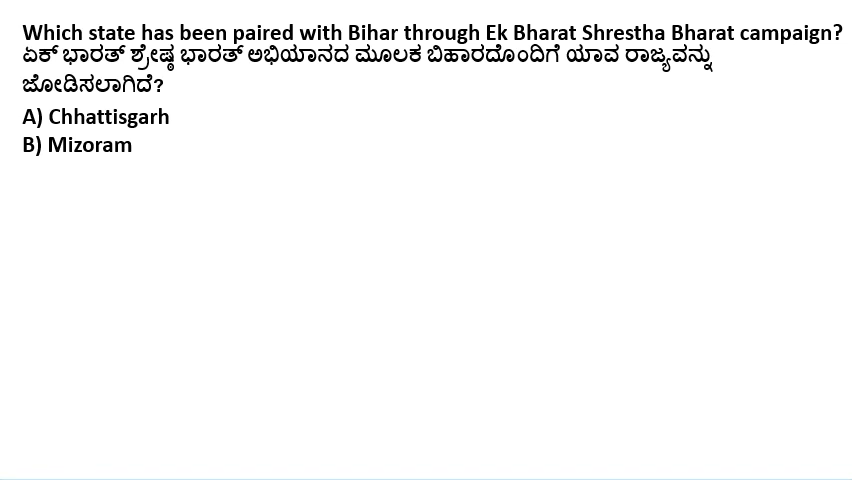 Which state has been paired with Bihar through Ek Bharat Shrestha Bharat campaign?
ಏಕ್ ಭಾರತ್ ಶ್ರೇಷ್ಠ ಭಾರತ್ ಅಭಿಯಾನದ ಮೂಲಕ ಬಿಹಾರದೊಂದಿಗೆ ಯಾವ ರಾಜ್ಯವನ್ನು
ಜೋಡಿಸಲಾಗಿದೆ?
A) Chhattisgarh
B) Mizoram